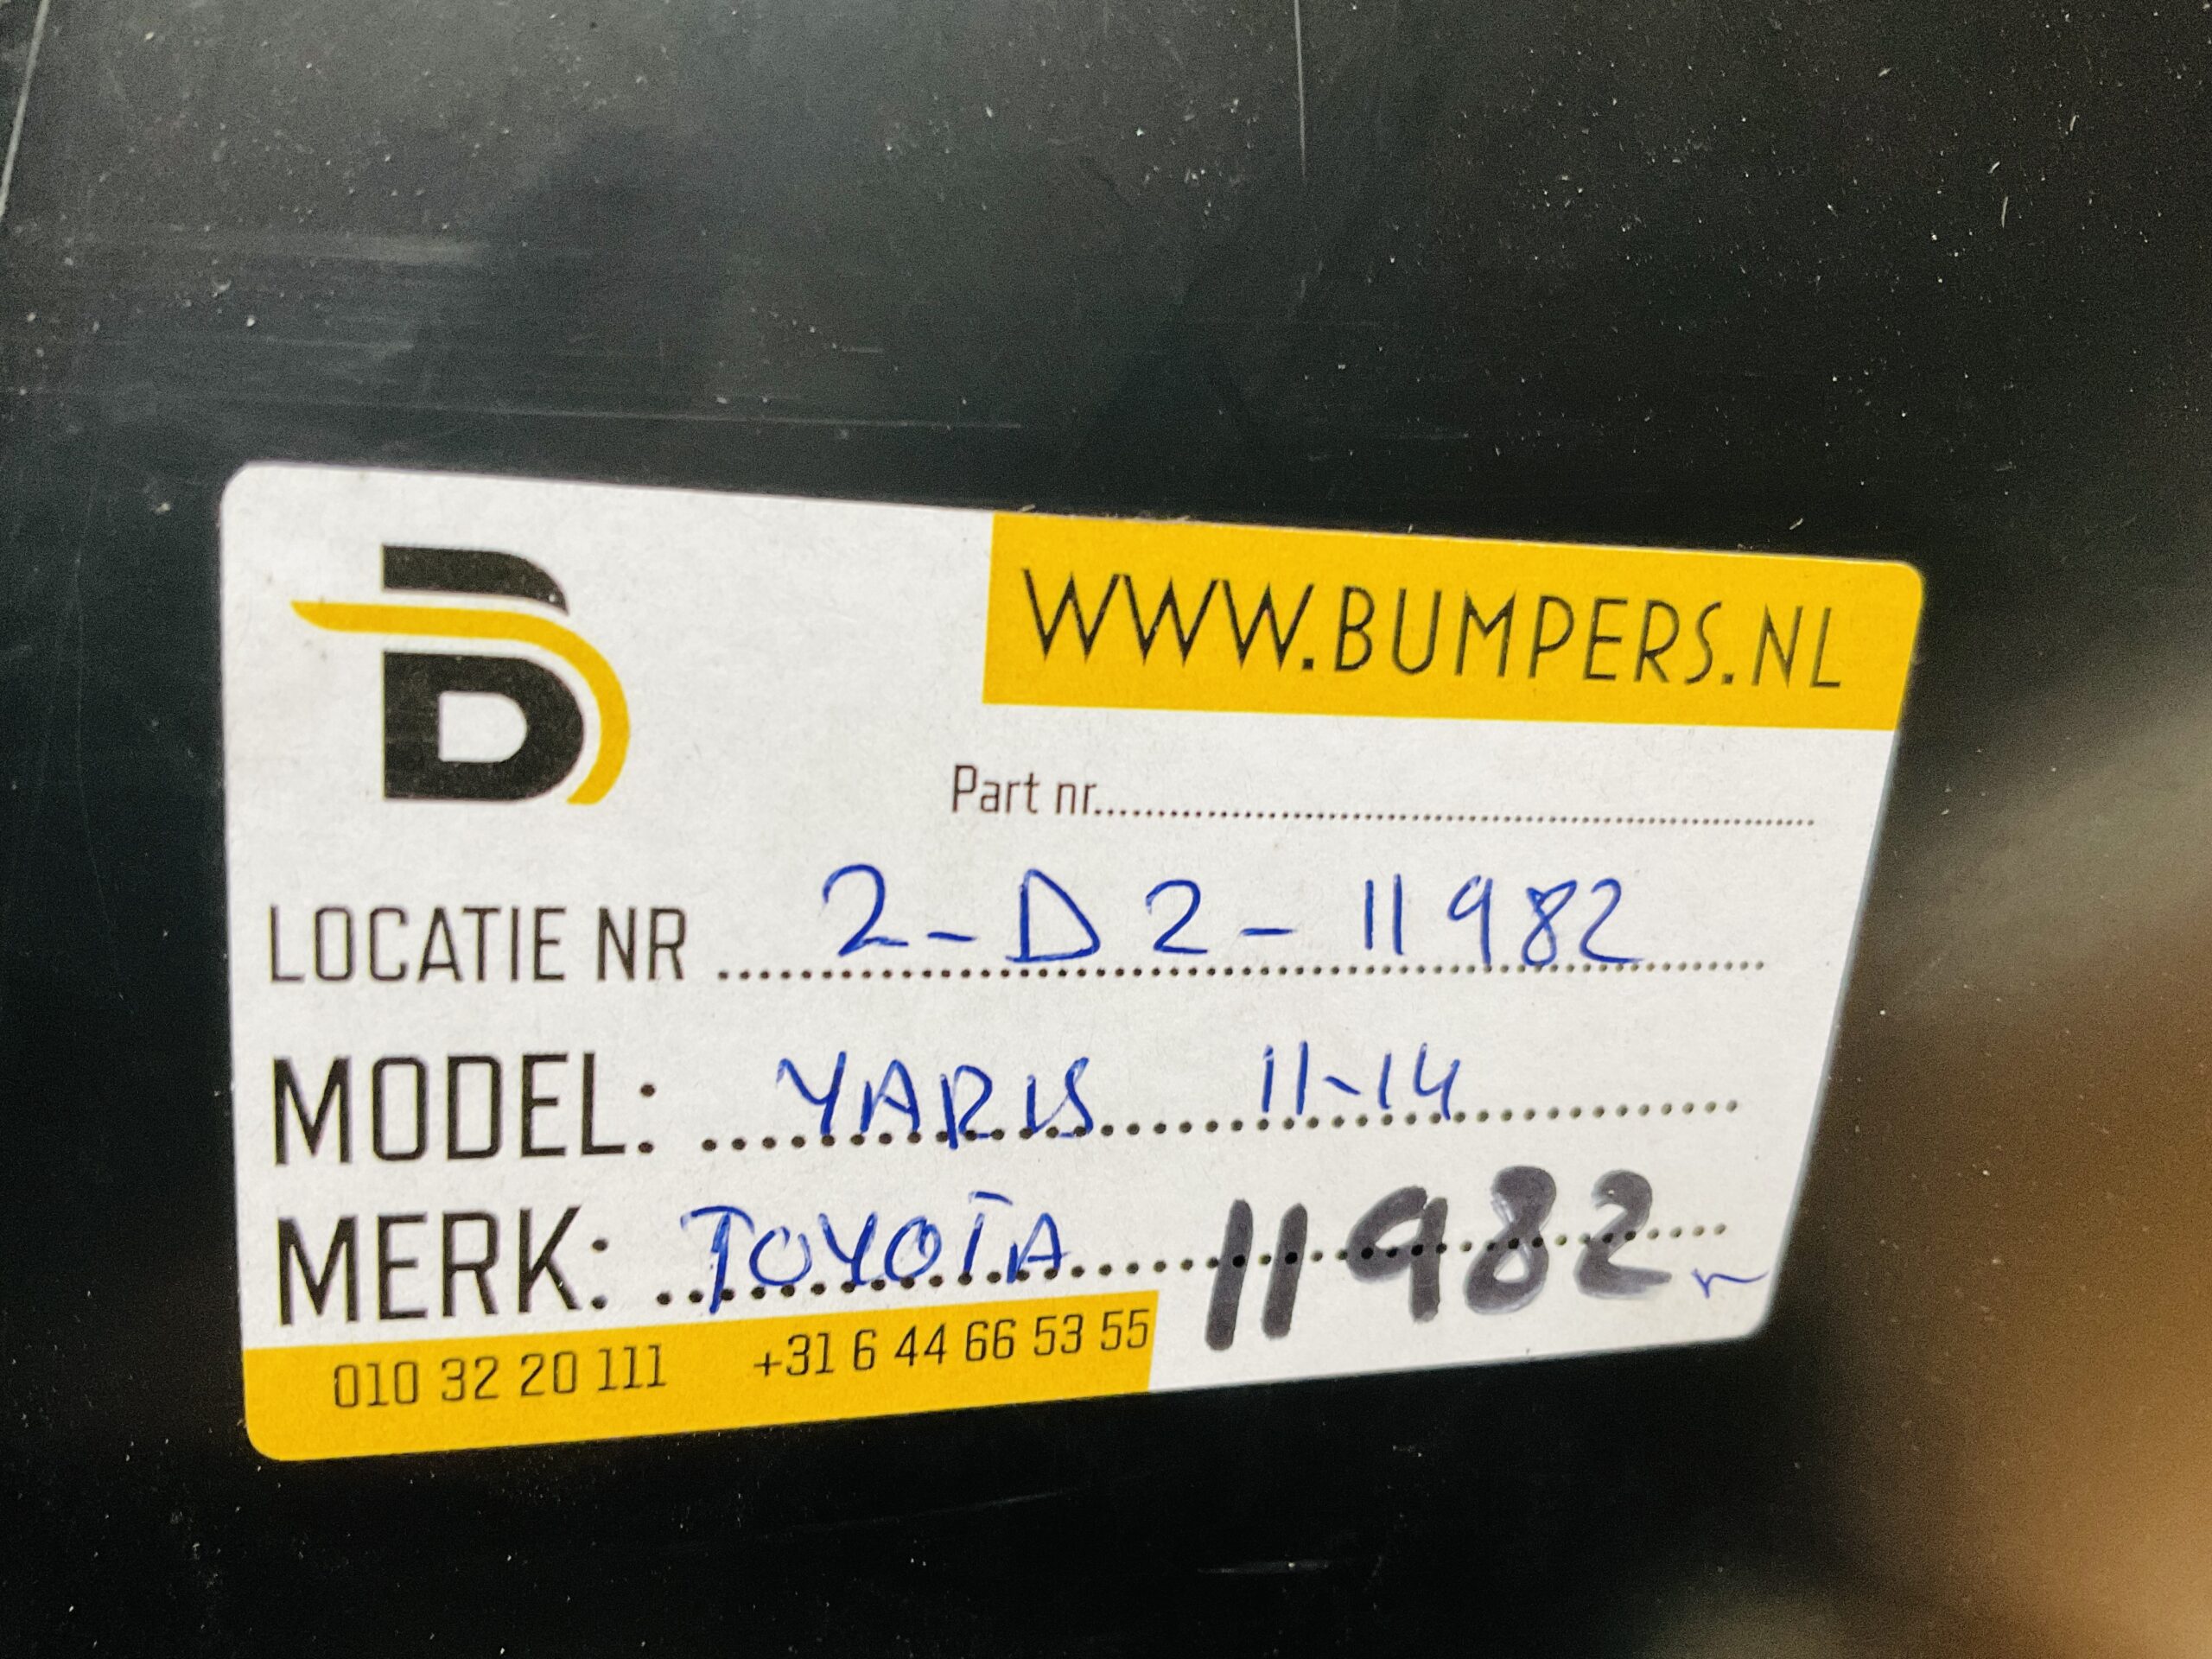 B
WWW.BUMPERS.NL
Part nr..........
LOCATIE NR 2-D2-11982
MODEL: YARIS 11-14
MERK: TOYOTA 11982
010 32 20 111 +31 6 44 66 53 55